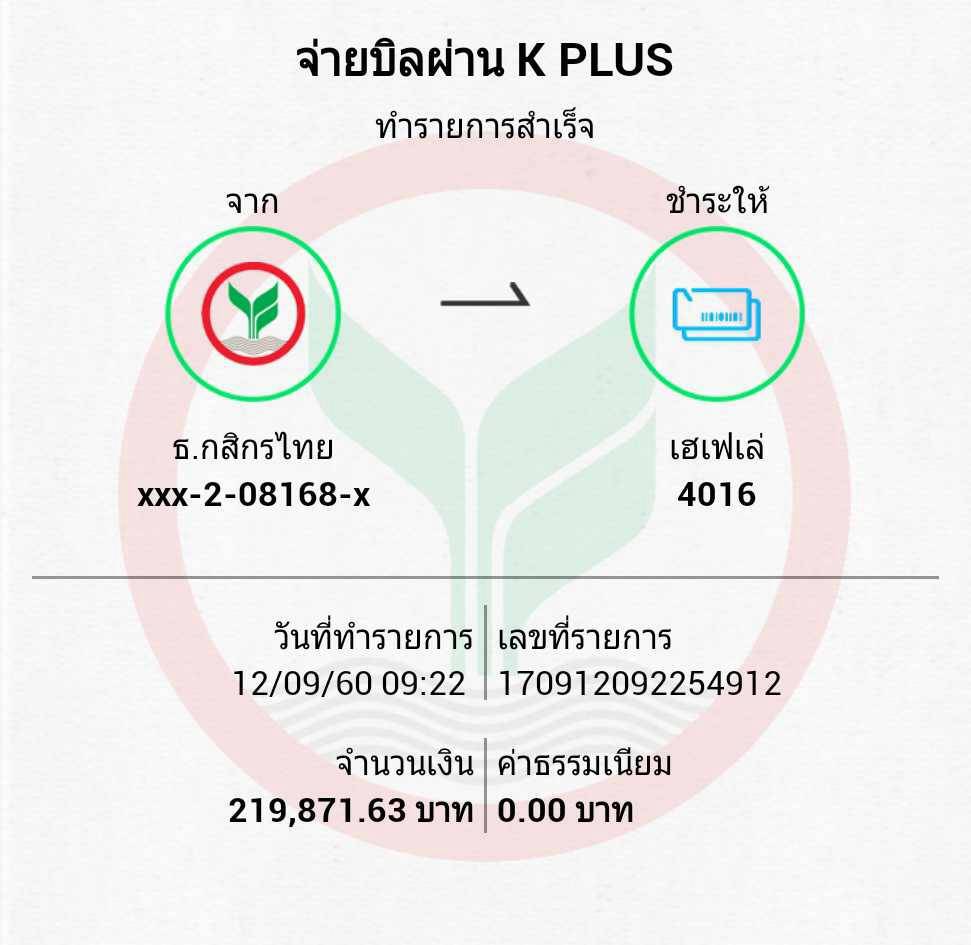 จ่ายบิลผ่าน K PLUS
ทำรายการสำเร็จ
จาก
ชำระให้
ธ.กสิกรไทย
xxx-2-08168-x
เฮเฟเล่
4016
วันที่ทำรายการ
12/09/60 09:22
เลขที่รายการ
170912092254912
จำนวนเงิน
219,871.63 บาท
ค่าธรรมเนียม
0.00 บาท